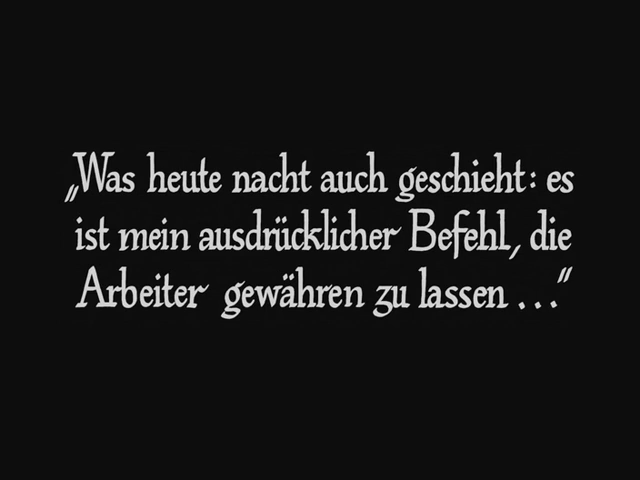 „Was heute nacht auch geschieht: es
ist mein ausdrücklicher Befehl, die
Arbeiter gewähren zu lassen ...“